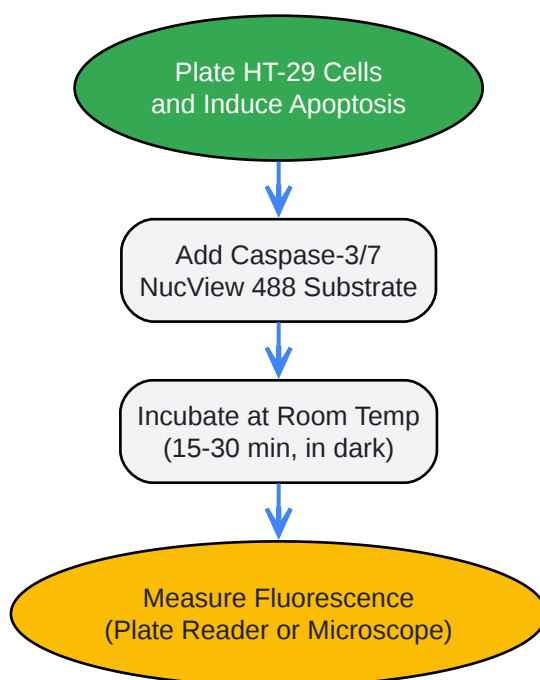 Plate HT-29 Cells
and Induce Apoptosis
Add Caspase-3/7
NucView 488 Substrate
Incubate at Room Temp
(15-30 min, in dark)
Measure Fluorescence
(Plate Reader or Microscope)